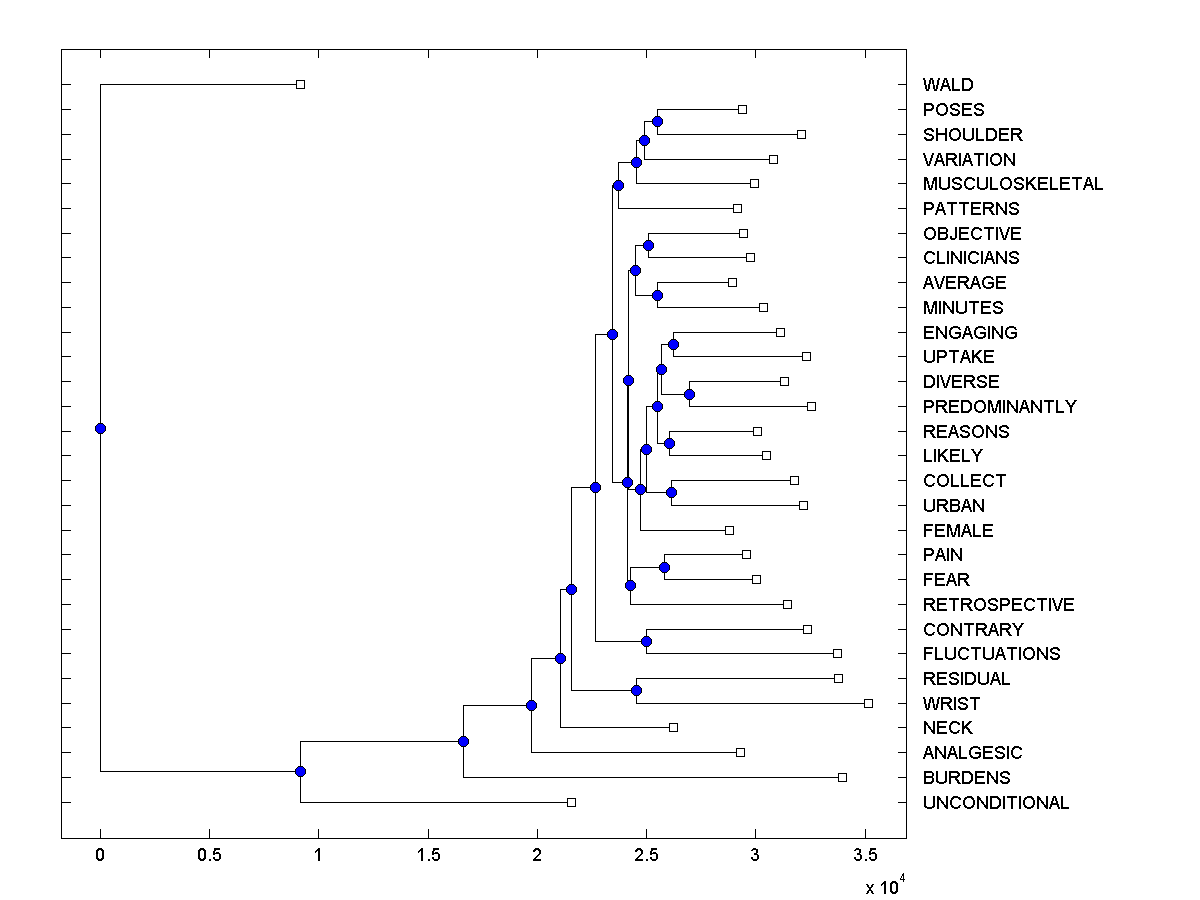 WALD
POSES
SHOULDER
VARIATION
MUSCULOSKELETAL
PATTERNS
OBJECTIVE
CLINICIANS
AVERAGE
MINUTES
ENGAGING
UPTAKE
DIVERSE
PREDOMINANTLY
REASONS
LIKELY
COLLECT
URBAN
FEMALE
PAIN
FEAR
RETROSPECTIVE
CONTRARY
FLUCTUATIONS
RESIDUAL
WRIST
NECK
ANALGESIC
BURDENS
UNCONDITIONAL
0 0.5 1 1.5 2 2.5 3 3.5
x 10^4